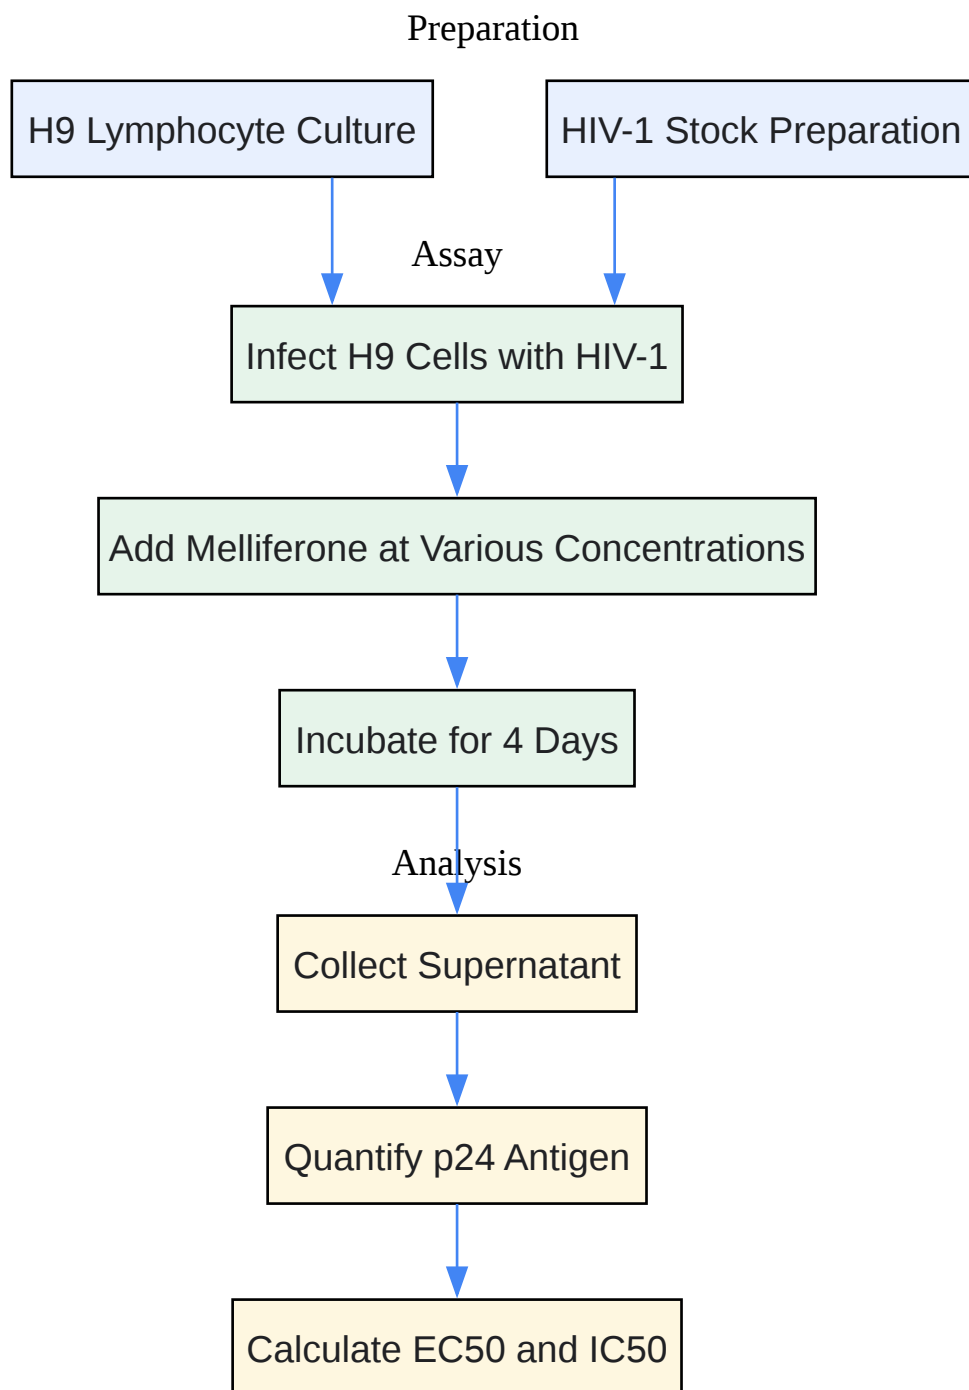 Preparation
H9 Lymphocyte Culture
HIV-1 Stock Preparation
Assay
Infect H9 Cells with HIV-1
Add Melliferone at Various Concentrations
Incubate for 4 Days
Analysis
Collect Supernatant
Quantify p24 Antigen
Calculate EC50 and IC50